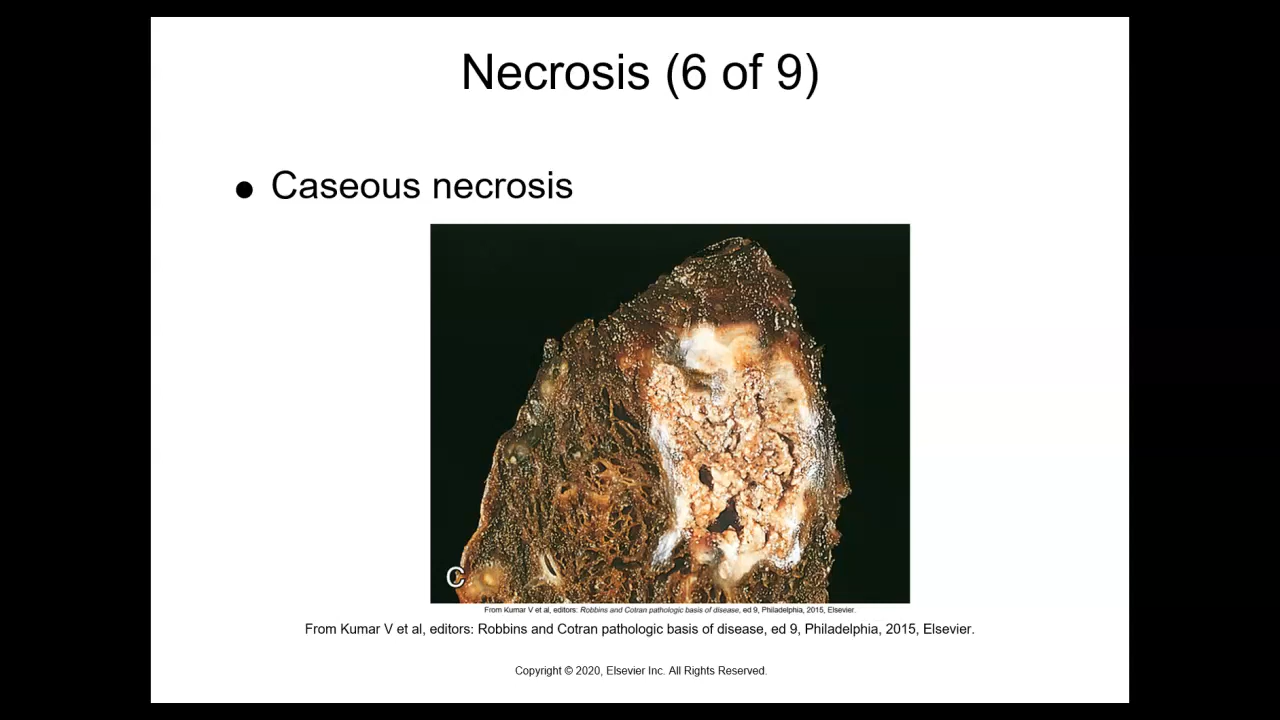 Necrosis (6 of 9)
● Caseous necrosis
C
From Kumar V et al, editors: Robbins and Cotran pathologic basis of disease, ed 9, Philadelphia, 2015, Elsevier.
From Kumar V et al, editors: Robbins and Cotran pathologic basis of disease, ed 9, Philadelphia, 2015, Elsevier.
Copyright © 2020, Elsevier Inc. All Rights Reserved.